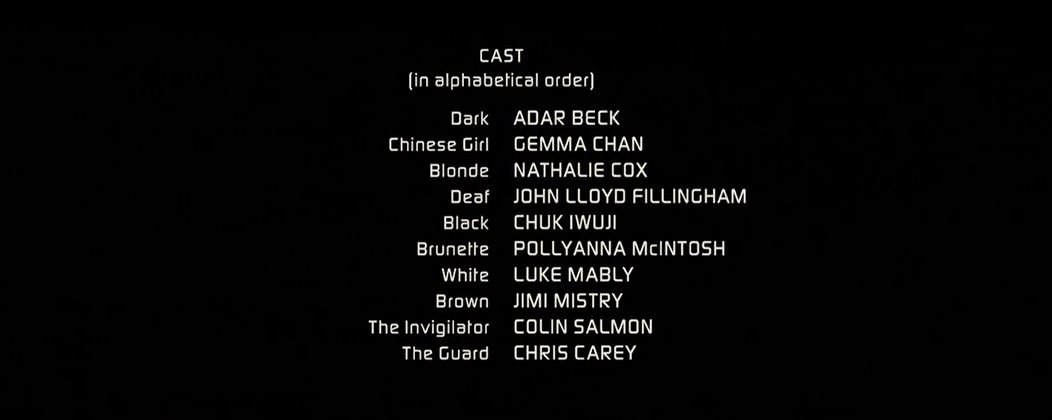 CAST
(in alphabetical order)
Dark ADAR BECK
Chinese Girl GEMMA CHAN
Blonde NATHALIE COX
Deaf JOHN LLOYD FILLINGHAM
Black CHUK IWUJI
Brunette POLLYANNA McINTOSH
White LUKE MABLY
Brown JIMI MISTRY
The Invigilator COLIN SALMON
The Guard CHRIS CAREY